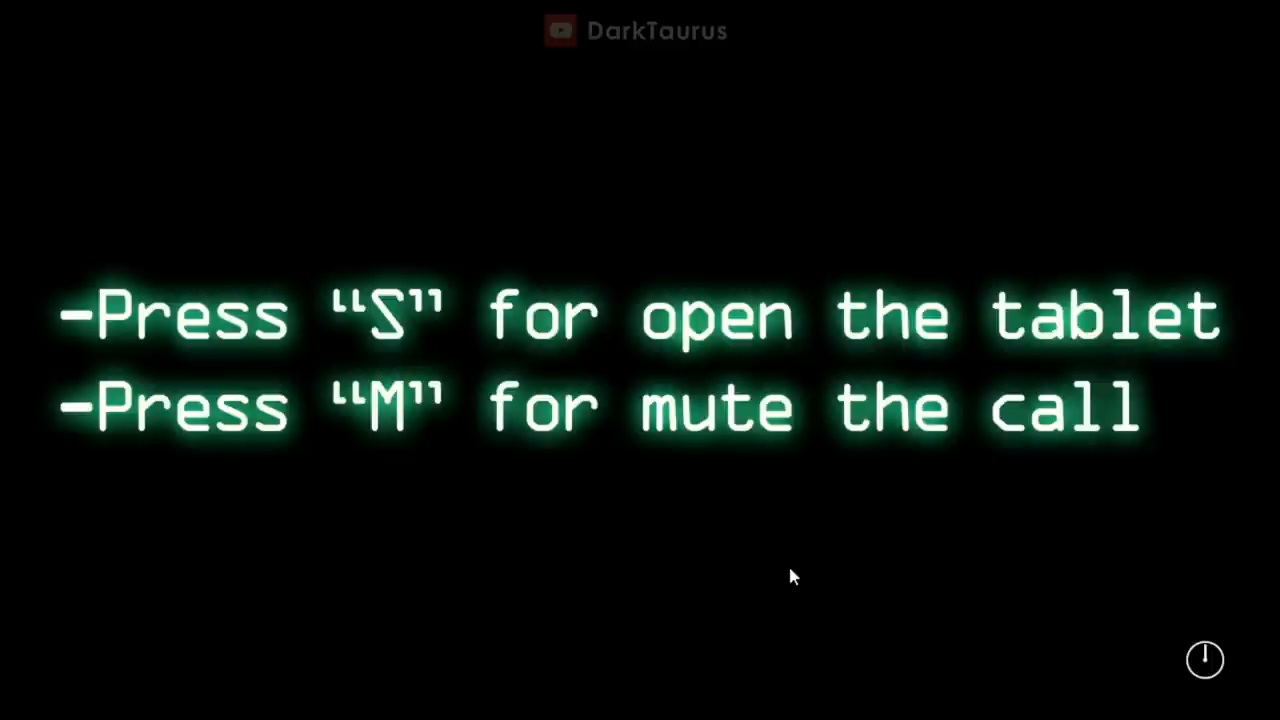 DarkTaurus
-Press “S” for open the tablet
-Press “M” for mute the call